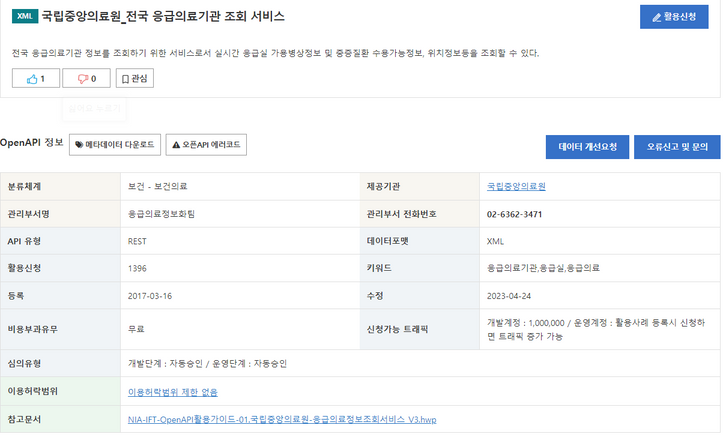 XML 국립중앙의료원_전국 응급의료기관 조회 서비스
활용신청
전국 응급의료기관 정보를 조회하기 위한 서비스로서 실시간 응급실 가용병상정보 및 중증질환 수용가능정보, 위치정보등을 조회할 수 있다.
1 0 관심
OpenAPI 정보 메타데이터 다운로드 오픈API 에러코드 데이터 개선요청 오류신고 및 문의
분류체계 보건 - 보건의료 제공기관 국립중앙의료원
관리부서명 응급의료정보화팀 관리부서 전화번호 02-6362-3471
API 유형 REST 데이터포맷 XML
활용신청 1396 키워드 응급의료기관,응급실,응급의료
등록 2017-03-16 수정 2023-04-24
비용부과유무 무료 신청가능 트래픽 개발계정 : 1,000,000 / 운영계정 : 활용사례 등록시 신청하
면 트래픽 증가 가능
심의유형 개발단계 : 자동승인 / 운영단계 : 자동승인
이용허락범위 이용허락범위 제한 없음
참고문서 NIA-IFT-OpenAPI활용가이드-01.국립중앙의료원-응급의료정보조회서비스 V3.hwp